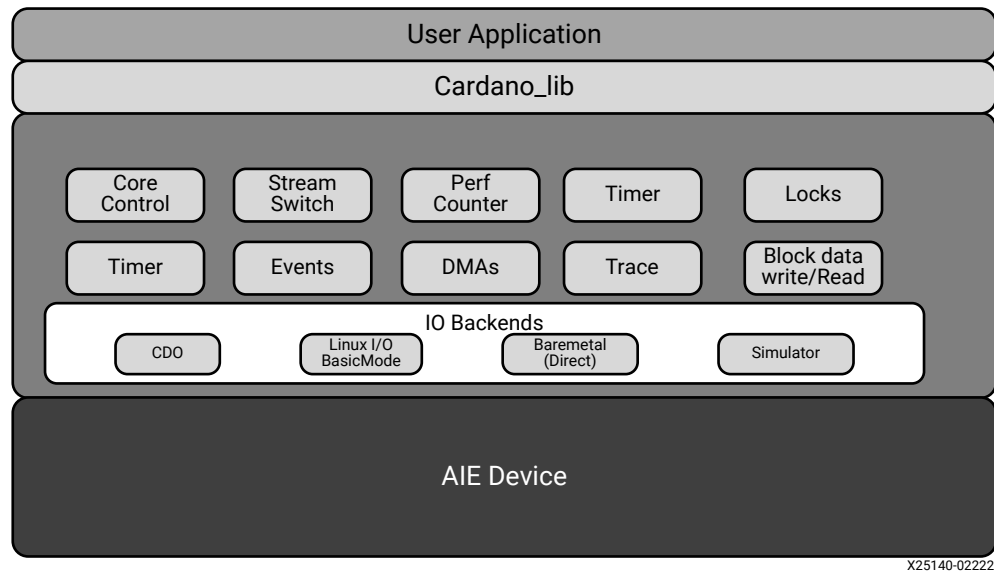 User Application
Cardano_lib
Core
Control
Stream
Switch
Perf
Counter
Timer
Locks
Timer
Events
DMAs
Trace
Block data
write/Read
IO Backends
CDO
Linux I/O
BasicMode
Baremetal
(Direct)
Simulator
AIE Device
X25140-02222